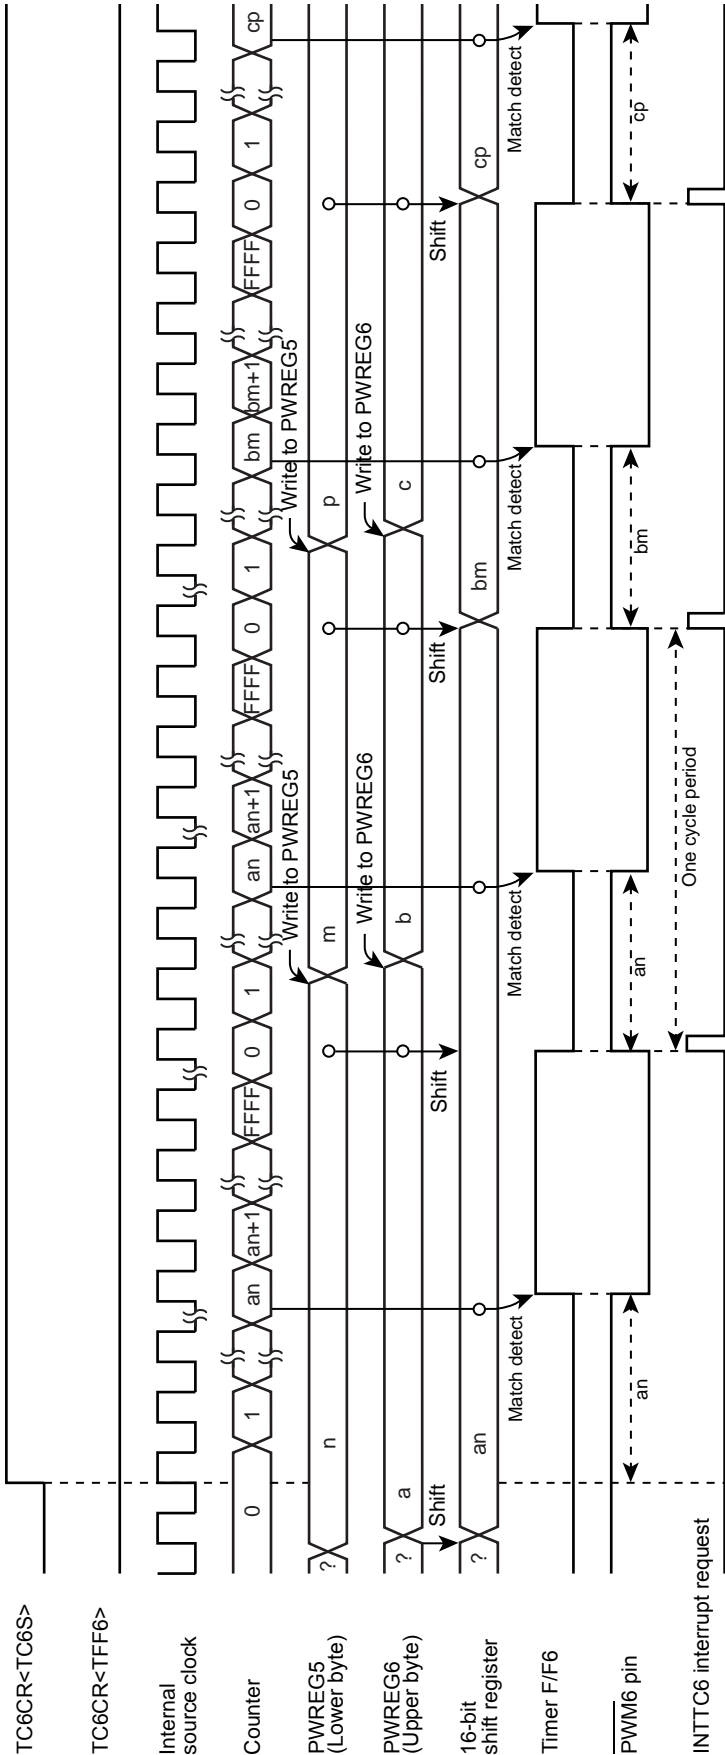 TC6CR<TC6S>
TC6CR<TFF6>
Internal
source clock
Counter
0
1
an
an+1
FFFF
0
1
an
an+1
FFFF
0
1
bm
bm+1
FFFF
0
1
cp
Write to PWREG5
Write to PWREG5
PWREG5
(Lower byte)
?
n
m
p
Write to PWREG6
Write to PWREG6
PWREG6
(Upper byte)
?
a
b
c
Shift
Shift
Shift
Shift
16-bit
shift register
?
an
bm
cp
Match detect
Match detect
Match detect
Match detect
Timer F/F6
PWM6 pin
an
an
bm
cp
One cycle period
INTTC6 interrupt request